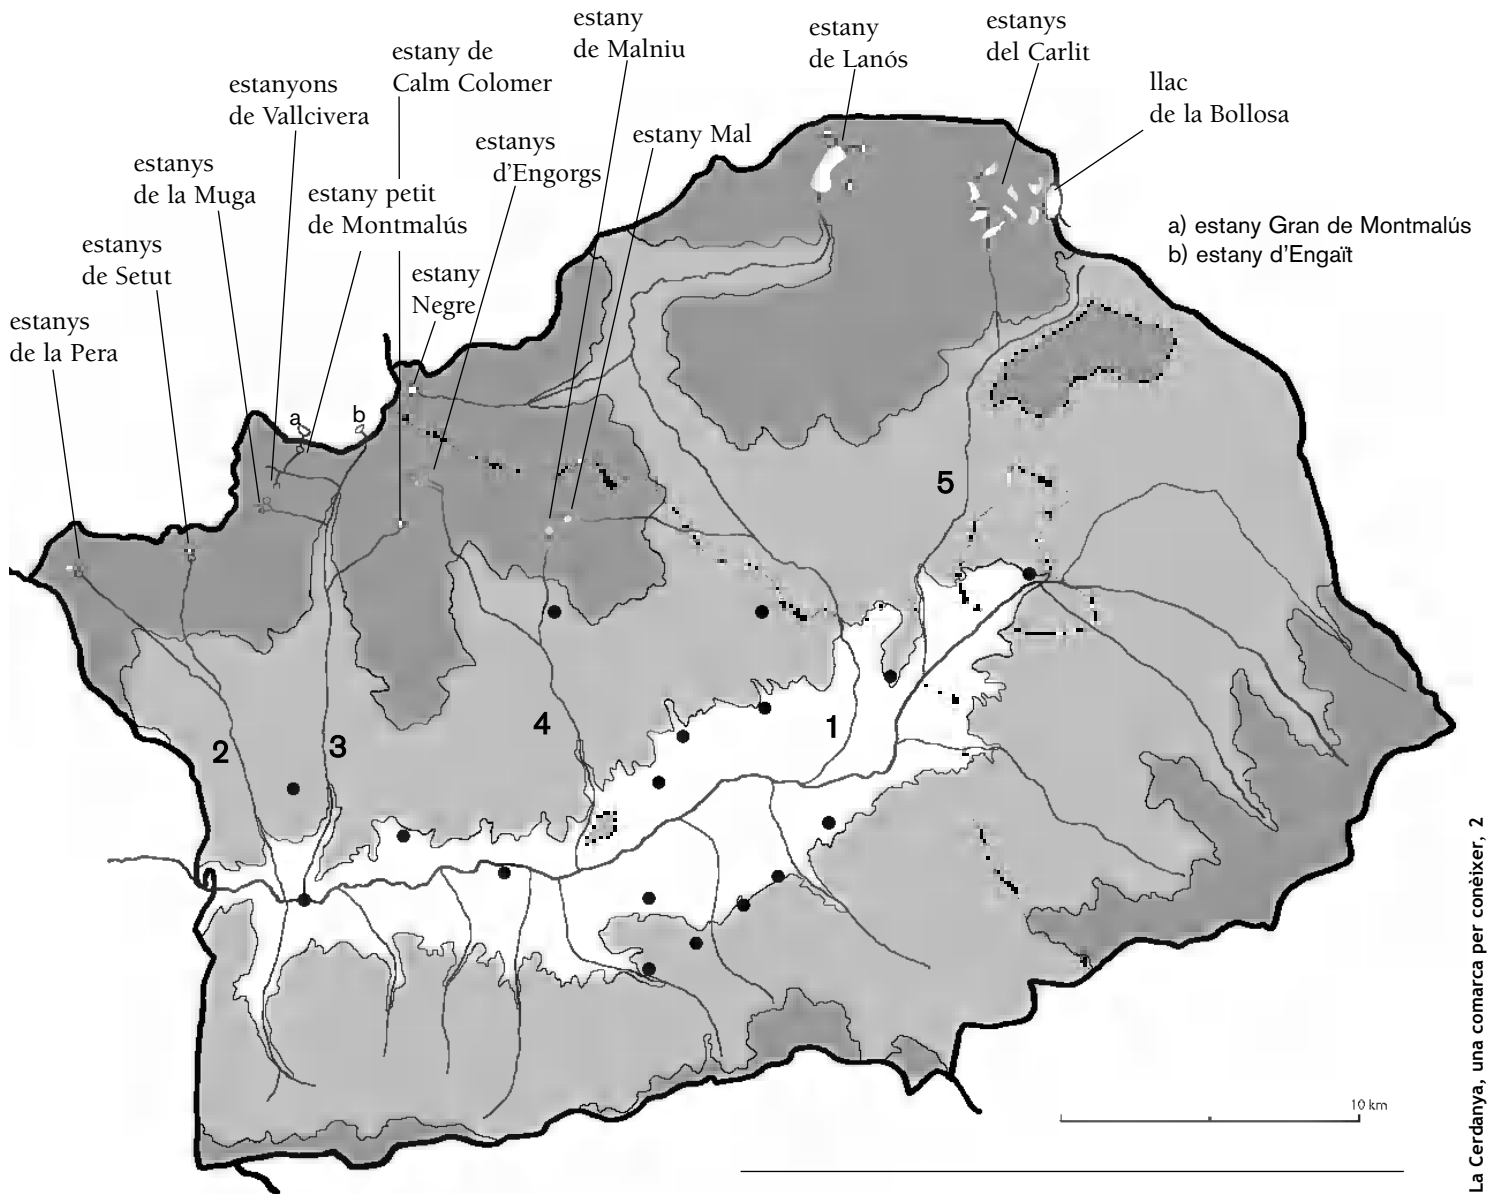 estany
de Malniu
estany
de Lanós
estanys
del Carlit
estany de
Calm Colomer
llac
de la Bollosa
estanyons
de Vallcivera
estanys
d'Engorgs
estany Mal
estanys
de la Muga
estany petit
de Montmalús
a) estany Gran de Montmalús
b) estany d'Engaït
estanys
de Setut
estany
Negre
estanys
de la Pera
a
b
5
4
1
2
3
10 km
La Cerdanya, una comarca per conèixer, 2